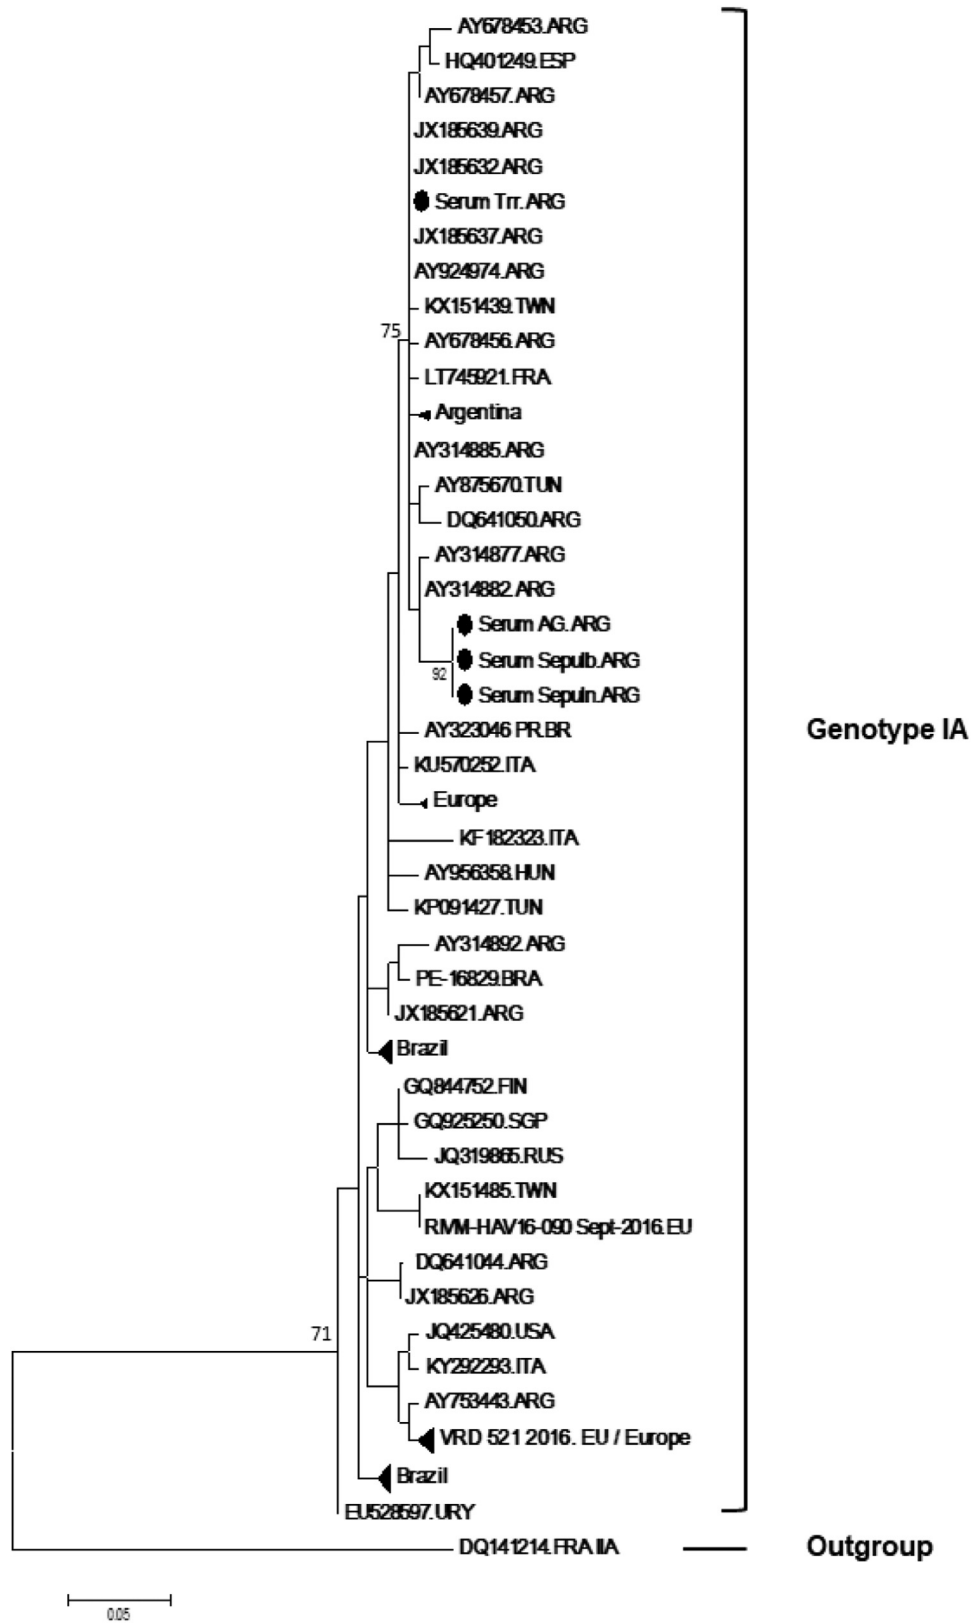 AY678453.ARG
HQ401249.ESP
AY678457.ARG
JX185639.ARG
JX185632.ARG
Serum Trr. ARG
JX185637.ARG
AY924974.ARG
KX151439.TWN
75
AY678456.ARG
LT745921.FRA
Argentina
AY314885.ARG
AY875670.TUN
DQ641050.ARG
AY314877.ARG
AY314882.ARG
Serum AG.ARG
Serum Sepulb.ARG
92
Serum Sepuln.ARG
AY323046 PR.BR
Genotype IA
KU570252.ITA
Europe
KF182323.ITA
AY956358.HUN
KP091427.TUN
AY314892.ARG
PE-16829.BRA
JX185621.ARG
Brazil
GQ844752.FIN
GQ925250.SGP
JQ319865.RUS
KX151485.TWN
RIVM-HAV16-090 Sept-2016.EU
DQ641044.ARG
JX185626.ARG
71
JQ425480.USA
KY292293.ITA
AY753443.ARG
VRD 521 2016. EU / Europe
Brazil
EU528597.URY
DQ141214.FRA IIA
Outgroup
0.05